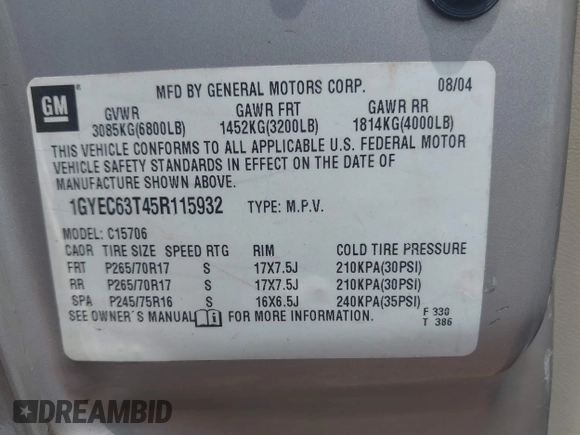 GM
®
MFD BY GENERAL MOTORS CORP. 08/04
GVWR GAWR FRT GAWR RR
3085KG(6800LB) 1452KG(3200LB) 1814KG(4000LB)
THIS VEHICLE CONFORMS TO ALL APPLICABLE U.S. FEDERAL MOTOR
VEHICLE SAFETY STANDARDS IN EFFECT ON THE DATE OF
MANUFACTURE SHOWN ABOVE.
1GYEC63T45R115932 TYPE: M.P.V.
MODEL: C15706
CAOR TIRE SIZE SPEED RTG RIM COLD TIRE PRESSURE
FRT P265/70R17 S 17X7.5J 210KPA(30PSI)
RR P265/70R17 S 17X7.5J 210KPA(30PSI)
SPA P245/75R16 S 16X6.5J 240KPA(35PSI)
SEE OWNER'S MANUAL i FOR MORE INFORMATION.
F 330
T 386
DREAMBID